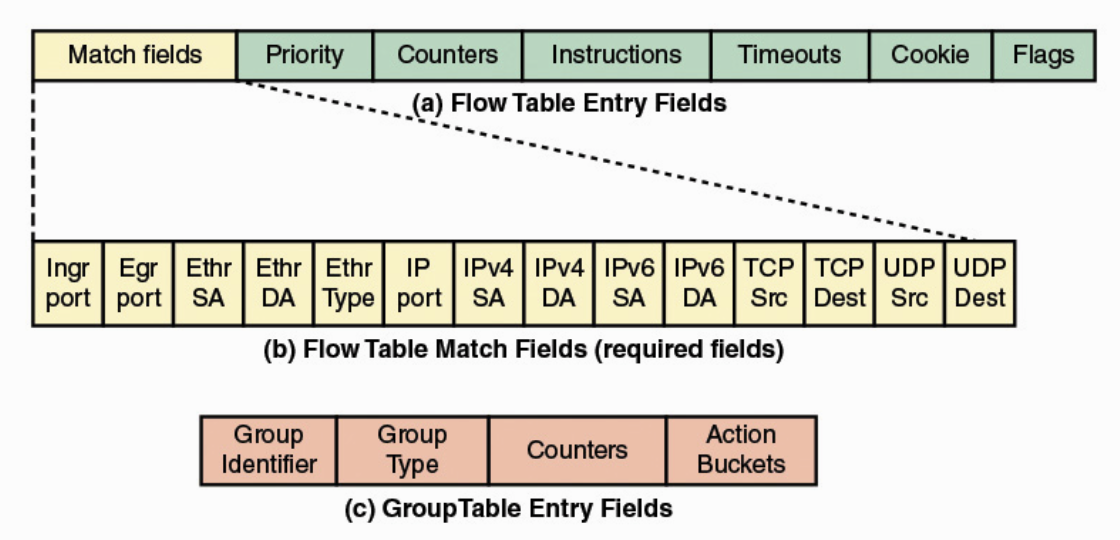 Match fields Priority Counters Instructions Timeouts Cookie Flags
(a) Flow Table Entry Fields
Ingr port Egr port Ethr SA Ethr DA Ethr Type IP port IPv4 SA IPv4 DA IPv6 SA IPv6 DA TCP Src TCP Dest UDP Src UDP Dest
(b) Flow Table Match Fields (required fields)
Group Identifier Group Type Counters Action Buckets
(c) GroupTable Entry Fields